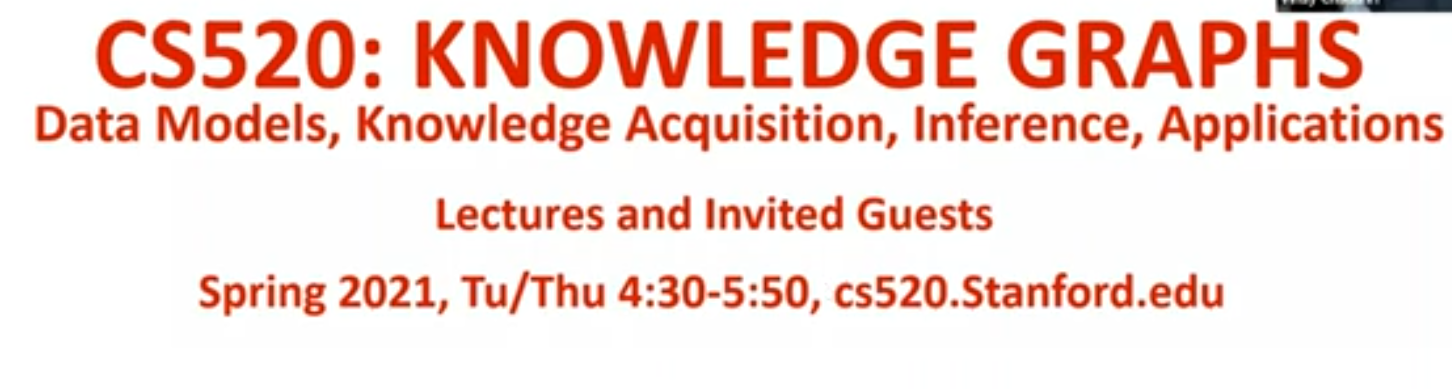 CS520: KNOWLEDGE GRAPHS
Data Models, Knowledge Acquisition, Inference, Applications
Lectures and Invited Guests
Spring 2021, Tu/Thu 4:30-5:50, cs520.Stanford.edu